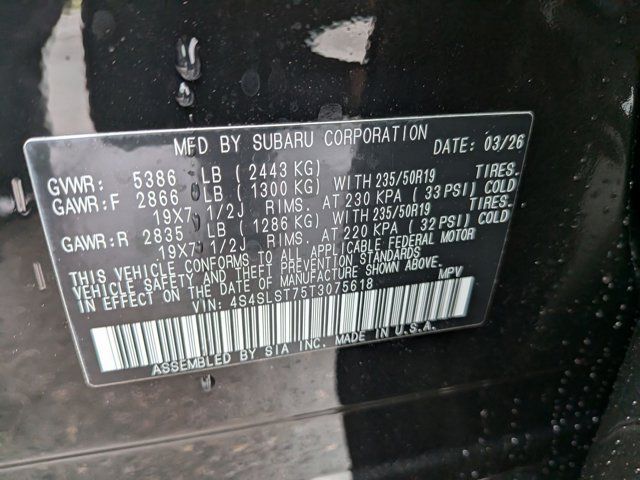 MFD BY SUBARU CORPORATION DATE: 03/26
GVWR: 5386 LB ( 2443 KG)
GAWR:F 2866 LB ( 1300 KG) WITH 235/50R19 TIRES.
19X7 1/2J RIMS. AT 230 KPA ( 33 PSI) COLD
GAWR:R 2835 LB ( 1286 KG) WITH 235/50R19 TIRES.
19X7 1/2J RIMS. AT 220 KPA ( 32 PSI) COLD
THIS VEHICLE CONFORMS TO ALL APPLICABLE FEDERAL MOTOR
VEHICLE SAFETY AND THEFT PREVENTION STANDARDS
IN EFFECT ON THE DATE OF MANUFACTURE SHOWN ABOVE.
VIN: 4S4SLST75T3075618 MPV
ASSEMBLED BY SIA INC. MADE IN U.S.A.